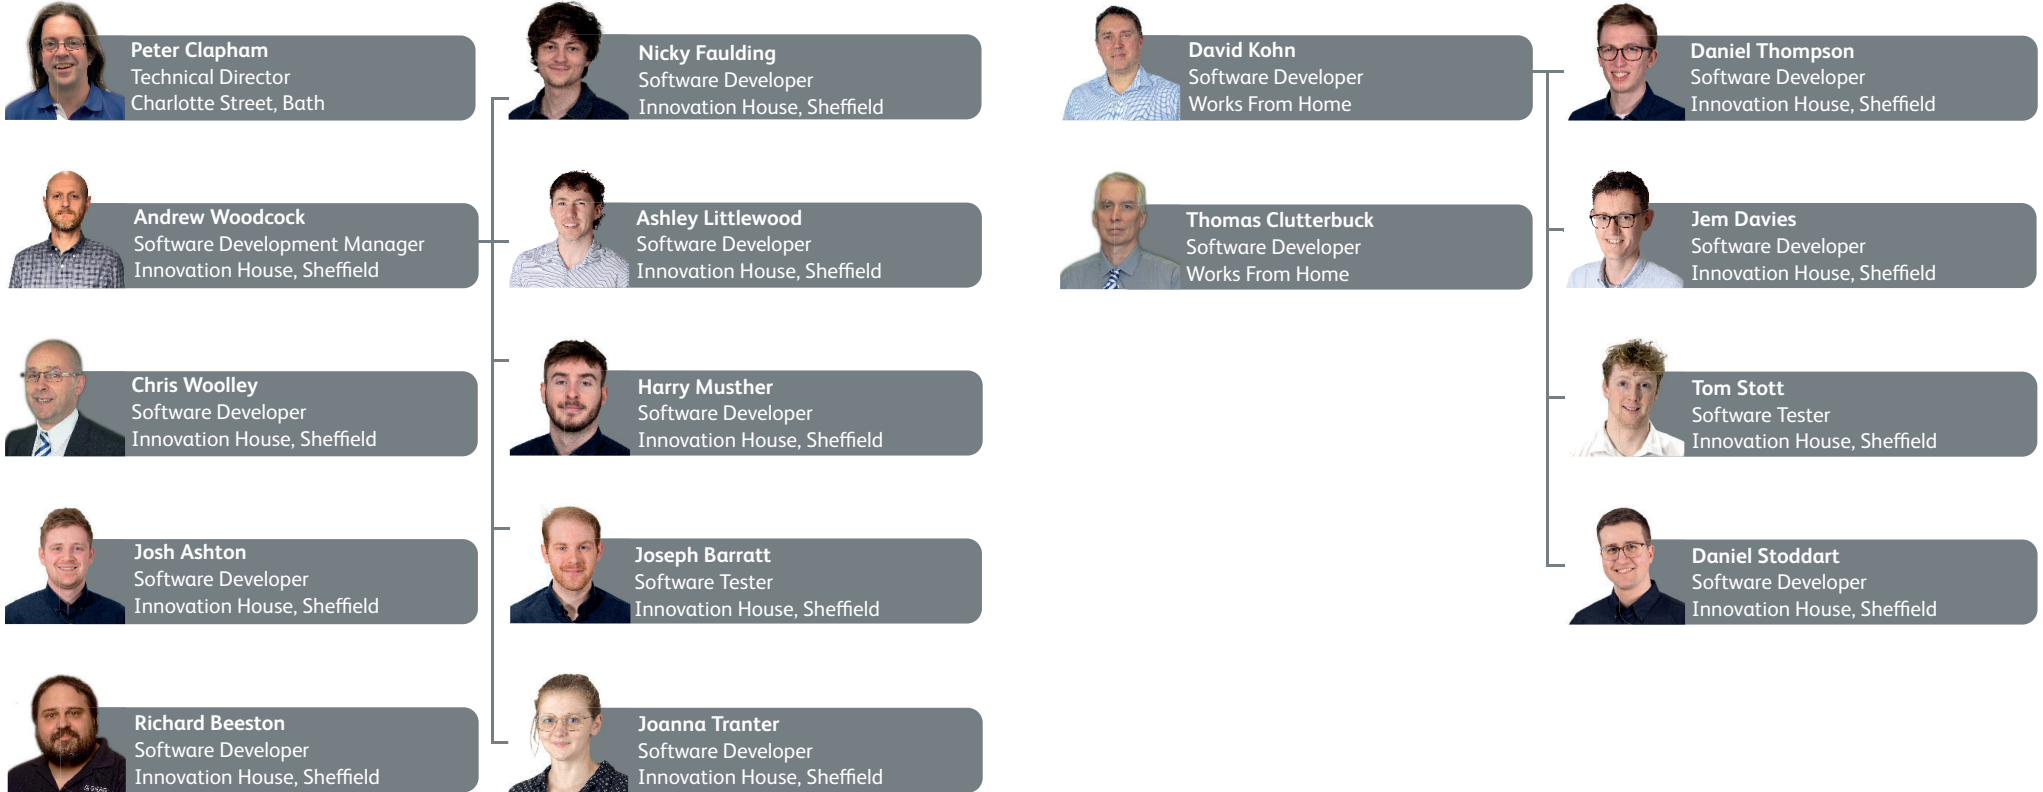 Peter Clapham
Technical Director
Charlotte Street, Bath
Andrew Woodcock
Software Development Manager
Innovation House, Sheffield
Chris Woolley
Software Developer
Innovation House, Sheffield
Josh Ashton
Software Developer
Innovation House, Sheffield
Richard Beeston
Software Developer
Innovation House, Sheffield
Nicky Faulding
Software Developer
Innovation House, Sheffield
Ashley Littlewood
Software Developer
Innovation House, Sheffield
Harry Musther
Software Developer
Innovation House, Sheffield
Joseph Barratt
Software Tester
Innovation House, Sheffield
Joanna Tranter
Software Developer
Innovation House, Sheffield
David Kohn
Software Developer
Works From Home
Thomas Clutterbuck
Software Developer
Works From Home
Daniel Thompson
Software Developer
Innovation House, Sheffield
Jem Davies
Software Developer
Innovation House, Sheffield
Tom Stott
Software Tester
Innovation House, Sheffield
Daniel Stoddart
Software Developer
Innovation House, Sheffield